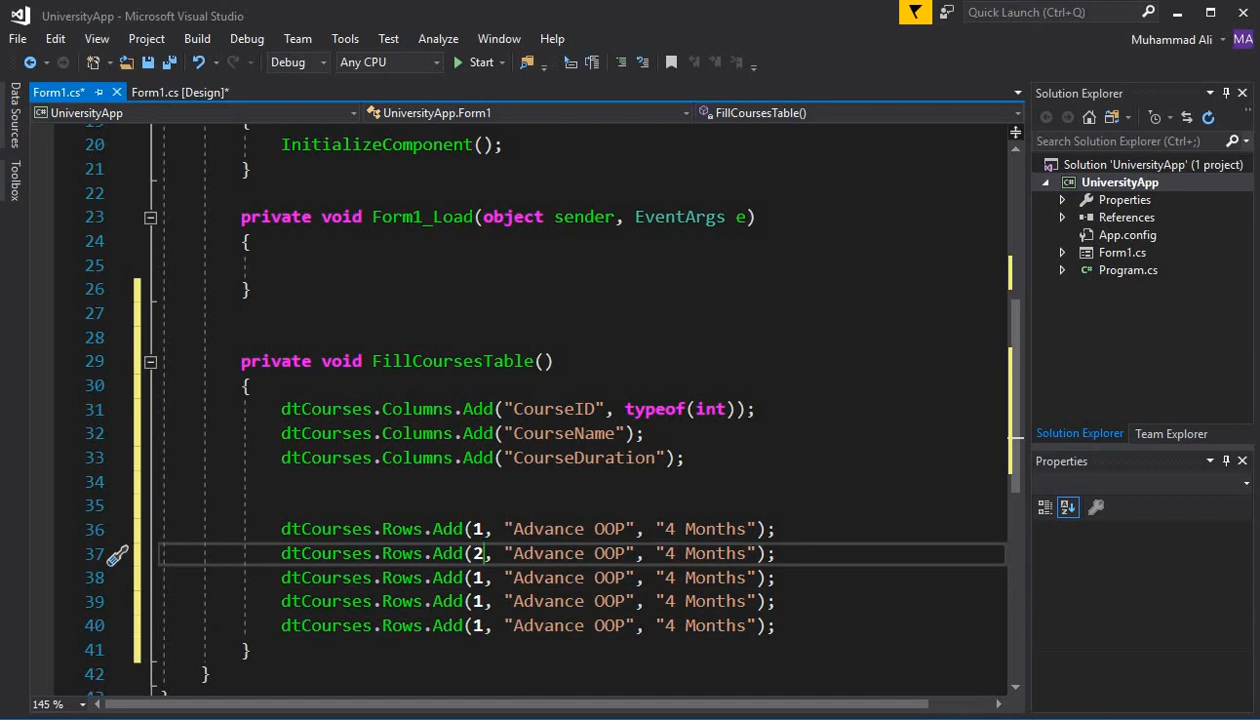 UniversityApp - Microsoft Visual Studio
Quick Launch (Ctrl+Q)
File Edit View Project Build Debug Team Tools Test Analyze Window Help
Muhammad Ali MA
Debug Any CPU Start
Data Sources
Toolbox
Form1.cs* Form1.cs [Design]*
UniversityApp UniversityApp.Form1 FillCoursesTable()
20 InitializeComponent();
21 }
22
23 private void Form1_Load(object sender, EventArgs e)
24 {
25
26 }
27
28
29 private void FillCoursesTable()
30 {
31 dtCourses.Columns.Add("CourseID", typeof(int));
32 dtCourses.Columns.Add("CourseName");
33 dtCourses.Columns.Add("CourseDuration");
34
35
36 dtCourses.Rows.Add(1, "Advance OOP", "4 Months");
37 dtCourses.Rows.Add(2, "Advance OOP", "4 Months");
38 dtCourses.Rows.Add(1, "Advance OOP", "4 Months");
39 dtCourses.Rows.Add(1, "Advance OOP", "4 Months");
40 dtCourses.Rows.Add(1, "Advance OOP", "4 Months");
41 }
42 }
145 %
Solution Explorer
Search Solution Explorer (Ctrl+;)
Solution 'UniversityApp' (1 project)
UniversityApp
Properties
References
App.config
Form1.cs
Program.cs
Solution Explorer Team Explorer
Properties